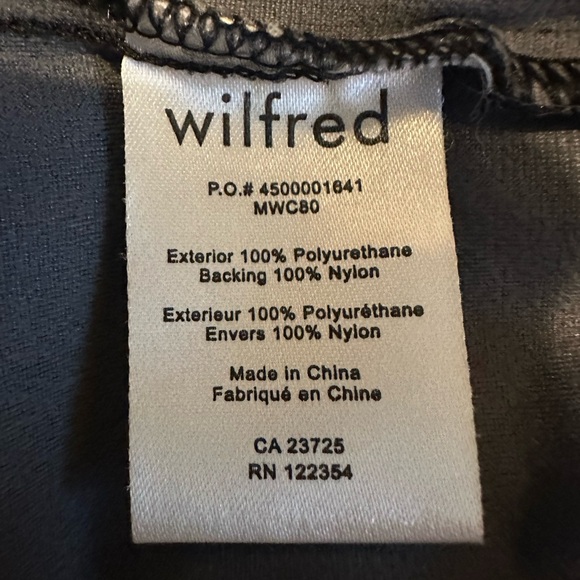 wilfred
P.O.# 4500001641
MWC80
Exterior 100% Polyurethane
Backing 100% Nylon
Exterieur 100% Polyuréthane
Envers 100% Nylon
Made in China
Fabriqué en Chine
CA 23725
RN 122354